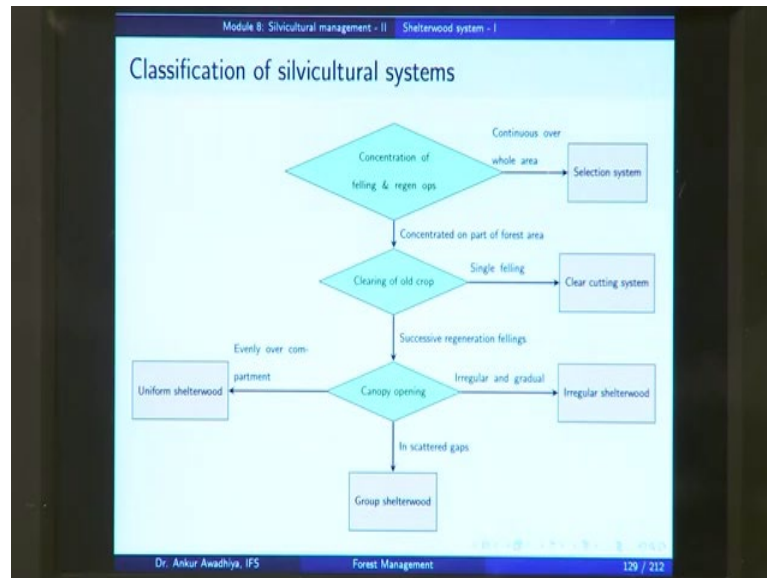 Module 8: Silvicultural management - II Shelterwood system - I
Classification of silvicultural systems
Continuous over
whole area
Concentration of
felling & regen ops
Selection system
Concentrated on part of forest area
Clearing of old crop
Single felling
Clear cutting system
Successive regeneration fellings
Evenly over com-
partment
Uniform shelterwood
Canopy opening
Irregular and gradual
Irregular shelterwood
In scattered gaps
Group shelterwood
Dr. Ankur Awadhiya, IFS Forest Management 129 / 212